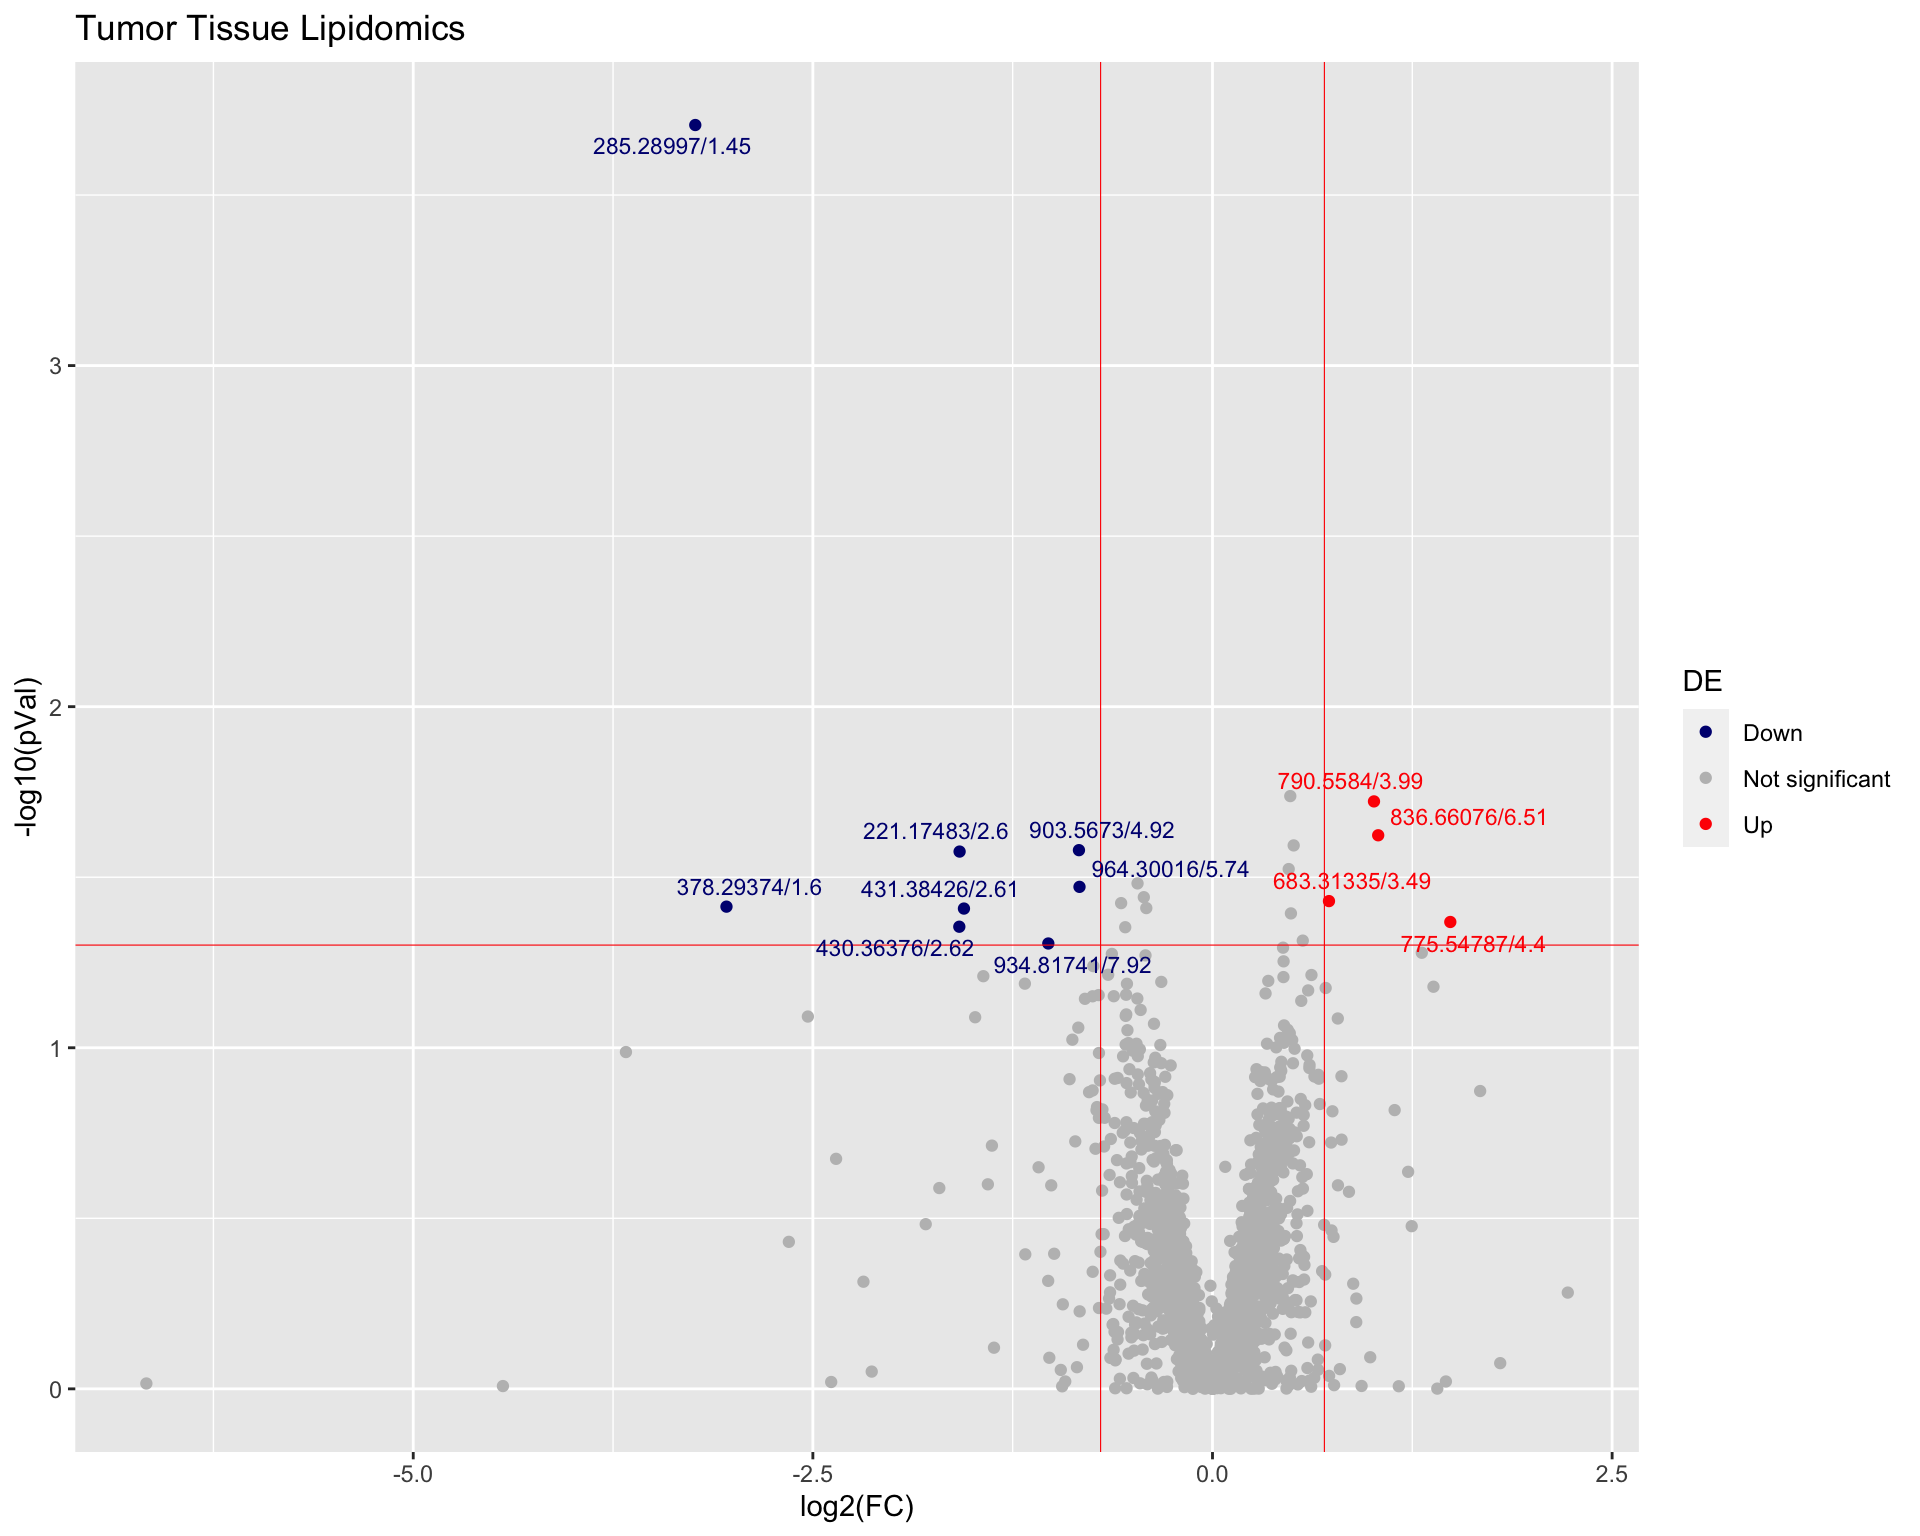 Tumor Tissue Lipidomics
285.28997/1.45
3
-log10(pVal)
2
790.5584/3.99
836.66076/6.51
221.17483/2.6
903.5673/4.92
964.30016/5.74
378.29374/1.6
431.38426/2.61
683.31335/3.49
430.36376/2.62
775.54787/4.4
934.81741/7.92
1
0
-5.0
-2.5
0.0
2.5
log2(FC)
DE
Down
Not significant
Up